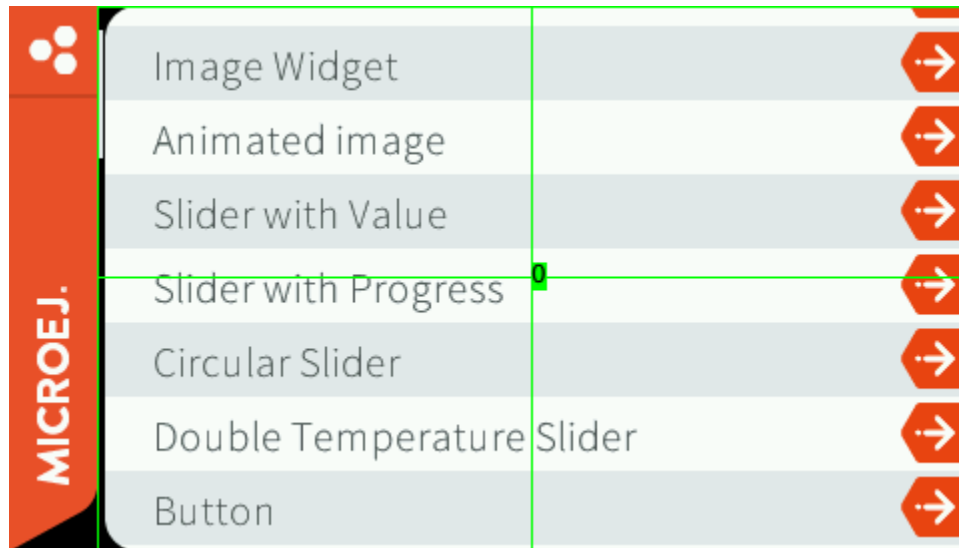 MICROEJ.
Image Widget
Animated image
Slider with Value
Slider with Progress
0
Circular Slider
Double Temperature Slider
Button